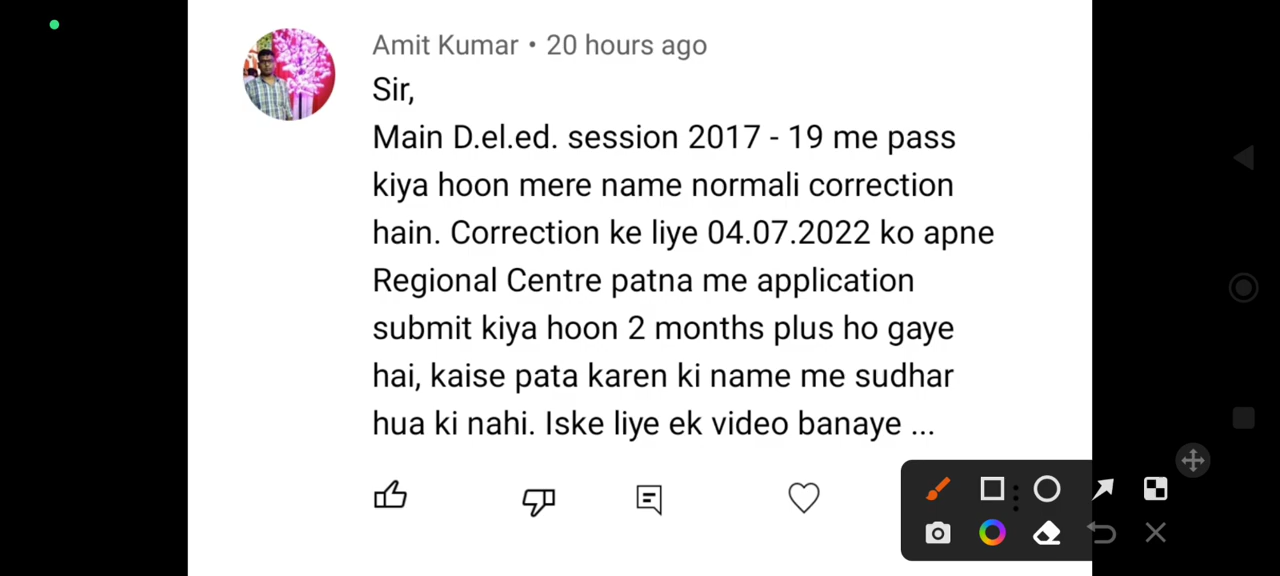 Amit Kumar • 20 hours ago
Sir,
Main D.el.ed. session 2017 - 19 me pass
kiya hoon mere name normali correction
hain. Correction ke liye 04.07.2022 ko apne
Regional Centre patna me application
submit kiya hoon 2 months plus ho gaye
hai, kaise pata karen ki name me sudhar
hua ki nahi. Iske liye ek video banaye ...